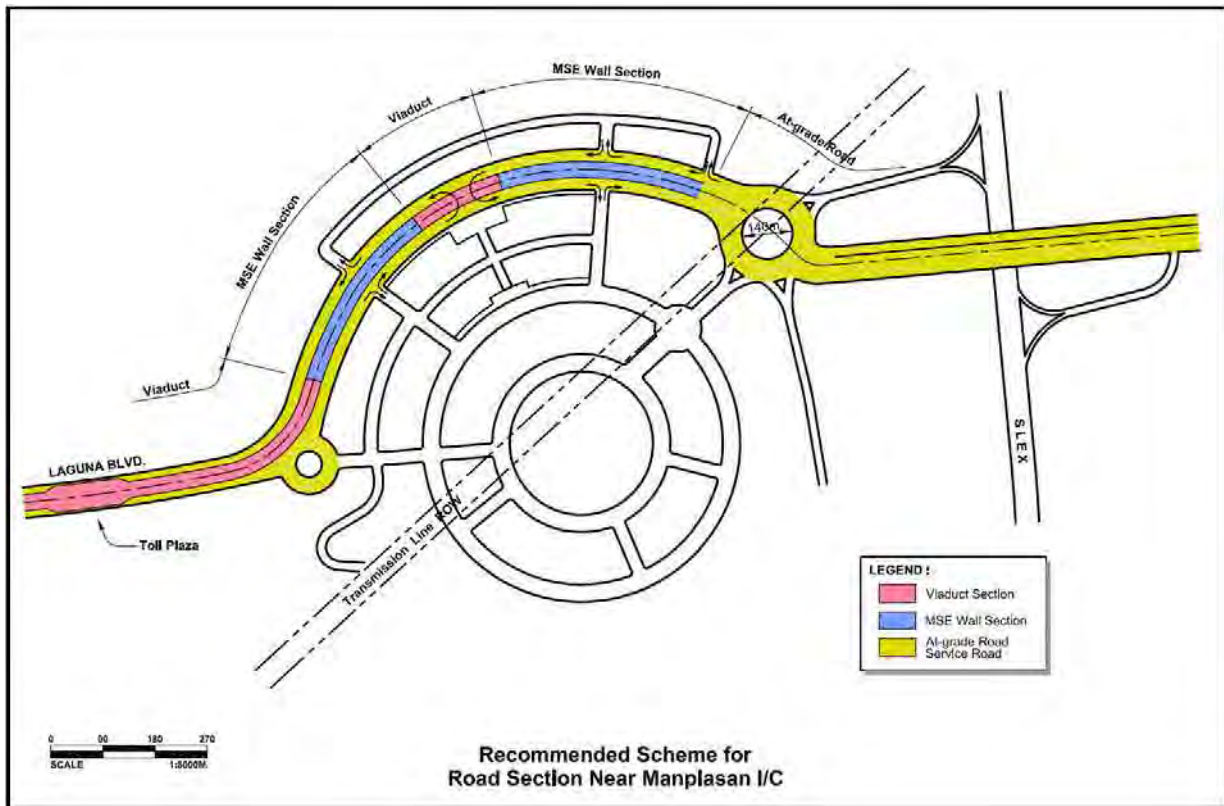 MSE Wall Section
Viaduct
At-grade Road
MSE Wall Section
140m
Viaduct
SLEX
LAGUNA BLVD.
Toll Plaza
Transmission Line ROW
LEGEND :
Viaduct Section
MSE Wall Section
At-grade Road
Service Road
0 90 180 270
SCALE 1:8000M.
Recommended Scheme for
Road Section Near Manplasan I/C